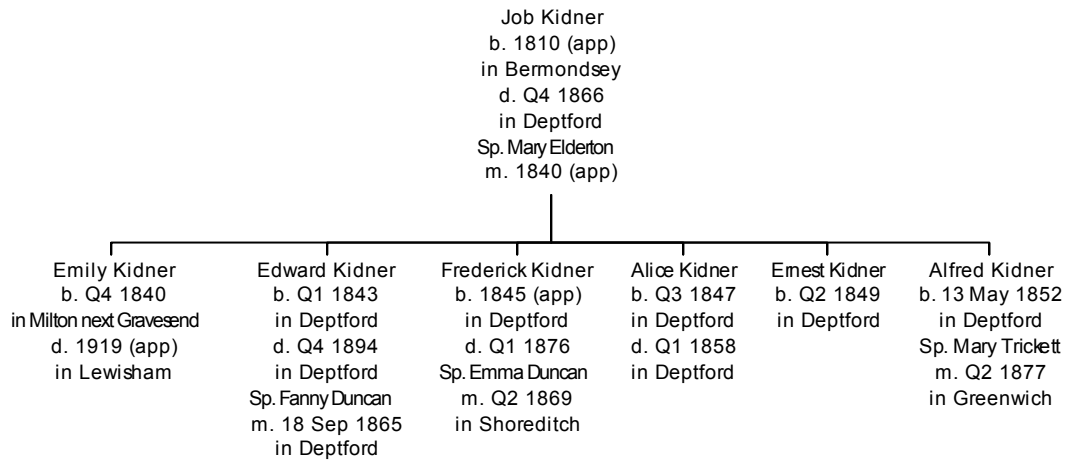 Job Kidner
b. 1810 (app)
in Bermondsey
d. Q4 1866
in Deptford
Sp. Mary Elderton
m. 1840 (app)
Emily Kidner
b. Q4 1840
in Milton next Gravesend
d. 1919 (app)
in Lewisham
Edward Kidner
b. Q1 1843
in Deptford
d. Q4 1894
in Deptford
Sp. Fanny Duncan
m. 18 Sep 1865
in Deptford
Frederick Kidner
b. 1845 (app)
in Deptford
d. Q1 1876
Sp. Emma Duncan
m. Q2 1869
in Shoreditch
Alice Kidner
b. Q3 1847
in Deptford
d. Q1 1858
in Deptford
Ernest Kidner
b. Q2 1849
in Deptford
Alfred Kidner
b. 13 May 1852
in Deptford
Sp. Mary Trickett
m. Q2 1877
in Greenwich